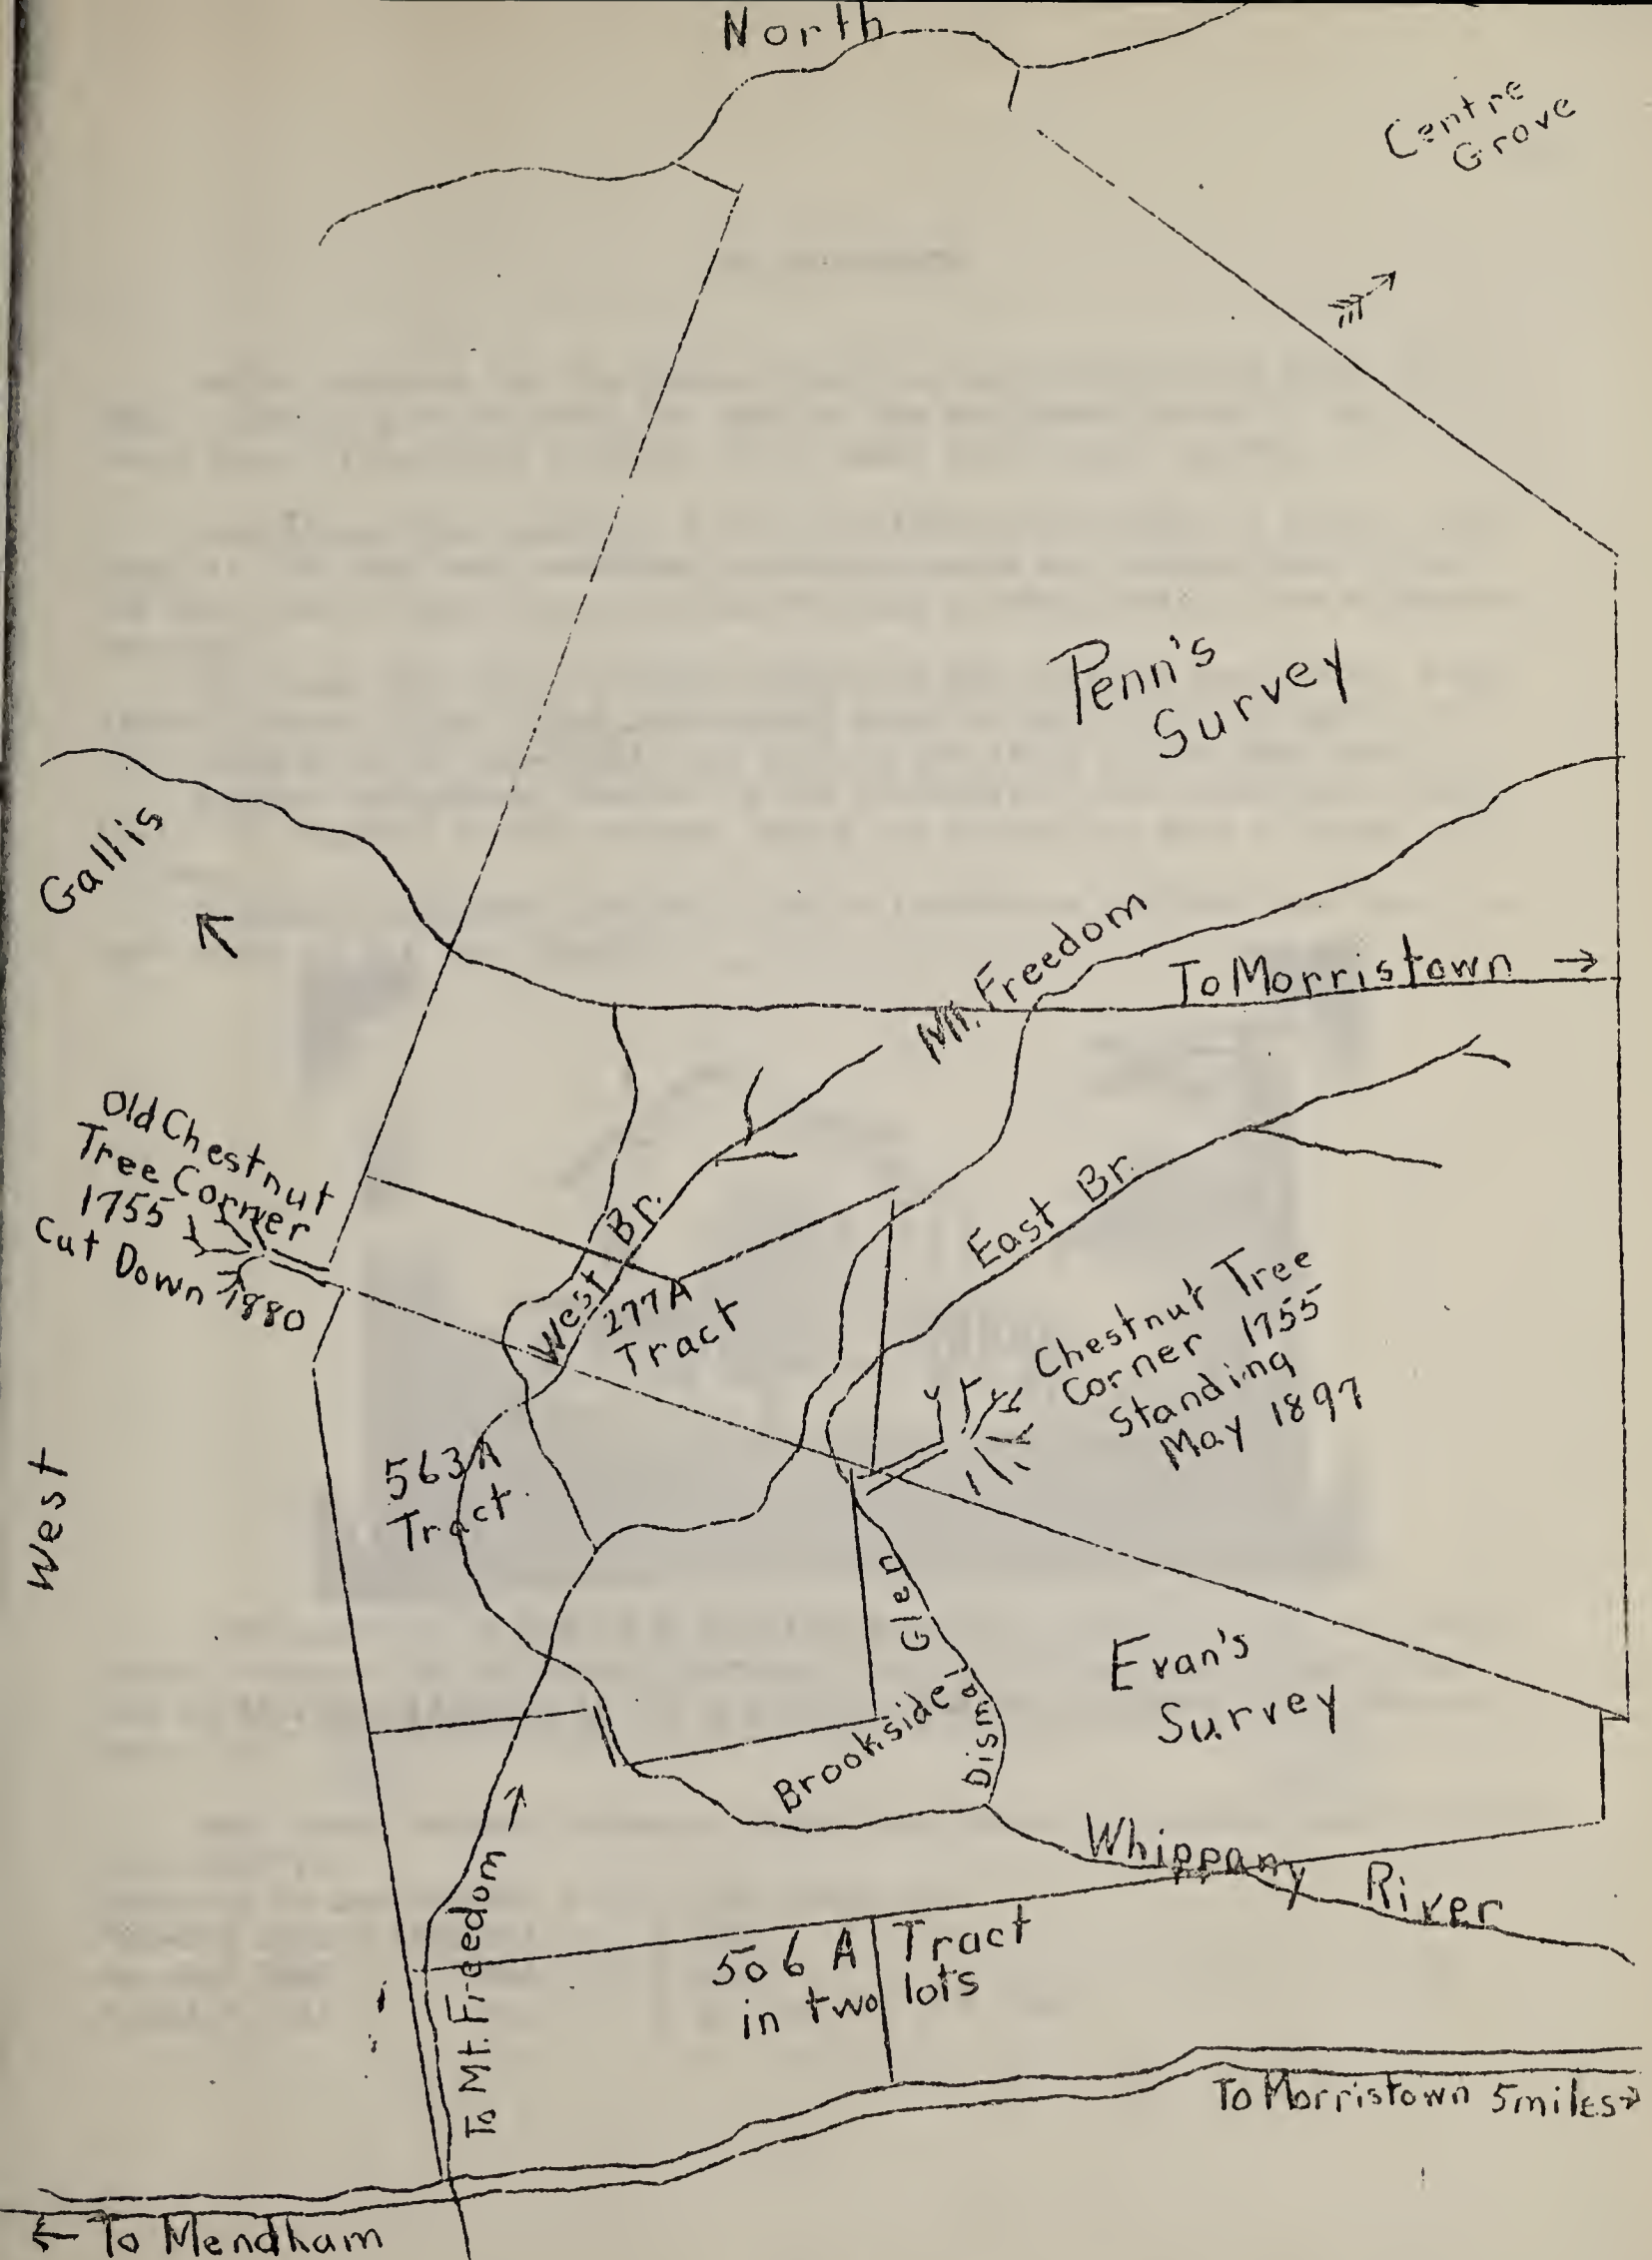 North
Centre
Grove
Penn's
Survey
Gallis
Mt. Freedom
To Morristown →
Old Chestnut
Tree Corner
1755
Cut Down 1880
West Br.
East Br.
277 A
Tract
Chestnut Tree
Corner 1755
Standing
May 1897
563 A
Tract.
West
Dismal Glen
Brookside
Evan's
Survey
Whippany River
To Mt. Freedom →
506 A Tract
in two lots
To Morristown 5 miles →
← To Mendham